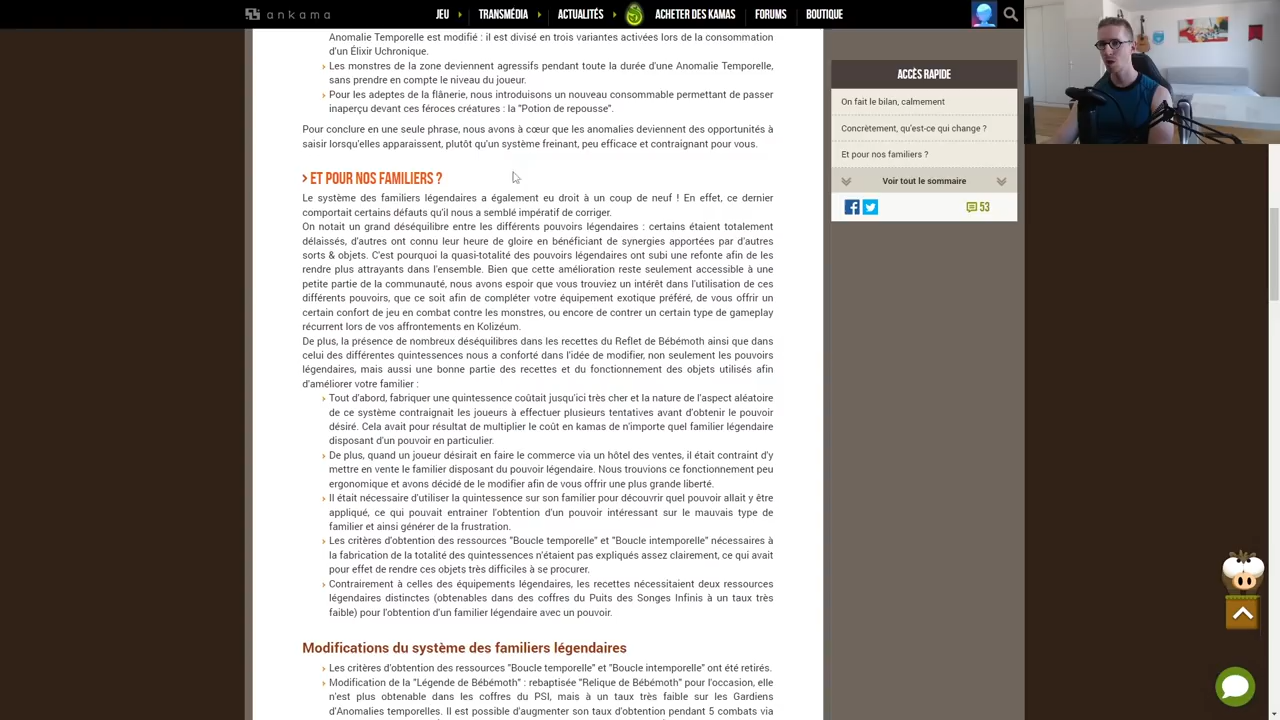 ankama
JEU
TRANSMÉDIA
ACTUALITÉS
ACHETER DES KAMAS
FORUMS
BOUTIQUE
Anomalie Temporelle est modifié : il est divisé en trois variantes activées lors de la consommation
d'un Élixir Uchronique.
Les monstres de la zone deviennent agressifs pendant toute la durée d'une Anomalie Temporelle,
sans prendre en compte le niveau du joueur.
Pour les adeptes de la flânerie, nous introduisons un nouveau consommable permettant de passer
inaperçu devant ces féroces créatures : la "Potion de repousse".
Pour conclure en une seule phrase, nous avons à cœur que les anomalies deviennent des opportunités à
saisir lorsqu'elles apparaissent, plutôt qu'un système freinant, peu efficace et contraignant pour vous.
ET POUR NOS FAMILIERS ?
Le système des familiers légendaires a également eu droit à un coup de neuf ! En effet, ce dernier
comportait certains défauts qu'il nous a semblé impératif de corriger.
On notait un grand déséquilibre entre les différents pouvoirs légendaires : certains étaient totalement
délaissés, d'autres ont connu leur heure de gloire en bénéficiant de synergies apportées par d'autres
sorts & objets. C'est pourquoi la quasi-totalité des pouvoirs légendaires ont subi une refonte afin de les
rendre plus attrayants dans l'ensemble. Bien que cette amélioration reste seulement accessible à une
petite partie de la communauté, nous avons espoir que vous trouviez un intérêt dans l'utilisation de ces
différents pouvoirs, que ce soit afin de compléter votre équipement exotique préféré, de vous offrir un
certain confort de jeu en combat contre les monstres, ou encore de contrer un certain type de gameplay
récurrent lors de vos affrontements en Kolizéum.
De plus, la présence de nombreux déséquilibres dans les recettes du Reflet de Bébémoth ainsi que dans
celui des différentes quintessences nous a conforté dans l'idée de modifier, non seulement les pouvoirs
légendaires, mais aussi une bonne partie des recettes et du fonctionnement des objets utilisés afin
d'améliorer votre familier :
Tout d'abord, fabriquer une quintessence coûtait jusqu'ici très cher et la nature de l'aspect aléatoire
de ce système contraignait les joueurs à effectuer plusieurs tentatives avant d'obtenir le pouvoir
désiré. Cela avait pour résultat de multiplier le coût en kamas de n'importe quel familier légendaire
disposant d'un pouvoir en particulier.
De plus, quand un joueur désirait en faire le commerce via un hôtel des ventes, il était contraint d'y
mettre en vente le familier disposant du pouvoir légendaire. Nous trouvions ce fonctionnement peu
ergonomique et avons décidé de le modifier afin de vous offrir une plus grande liberté.
Il était nécessaire d'utiliser la quintessence sur son familier pour découvrir quel pouvoir allait y être
appliqué, ce qui pouvait entrainer l'obtention d'un pouvoir intéressant sur le mauvais type de
familier et ainsi générer de la frustration.
Les critères d'obtention des ressources "Boucle temporelle" et "Boucle intemporelle" nécessaires à
la fabrication de la totalité des quintessences n'étaient pas expliqués assez clairement, ce qui avait
pour effet de rendre ces objets très difficiles à se procurer.
Contrairement à celles des équipements légendaires, les recettes nécessitaient deux ressources
légendaires distinctes (obtenables dans des coffres du Puits des Songes Infinis à un taux très
faible) pour l'obtention d'un familier légendaire avec un pouvoir.
Modifications du système des familiers légendaires
Les critères d'obtention des ressources "Boucle temporelle" et "Boucle intemporelle" ont été retirés.
Modification de la "Légende de Bébémoth" : rebaptisée "Relique de Bébémoth" pour l'occasion, elle
n'est plus obtenable dans les coffres du PSI, mais à un taux très faible sur les Gardiens
d'Anomalies temporelles. Il est possible d'augmenter son taux d'obtention pendant 5 combats via
ACCÈS RAPIDE
On fait le bilan, calmement
Concrètement, qu'est-ce qui change ?
Et pour nos familiers ?
Voir tout le sommaire
53